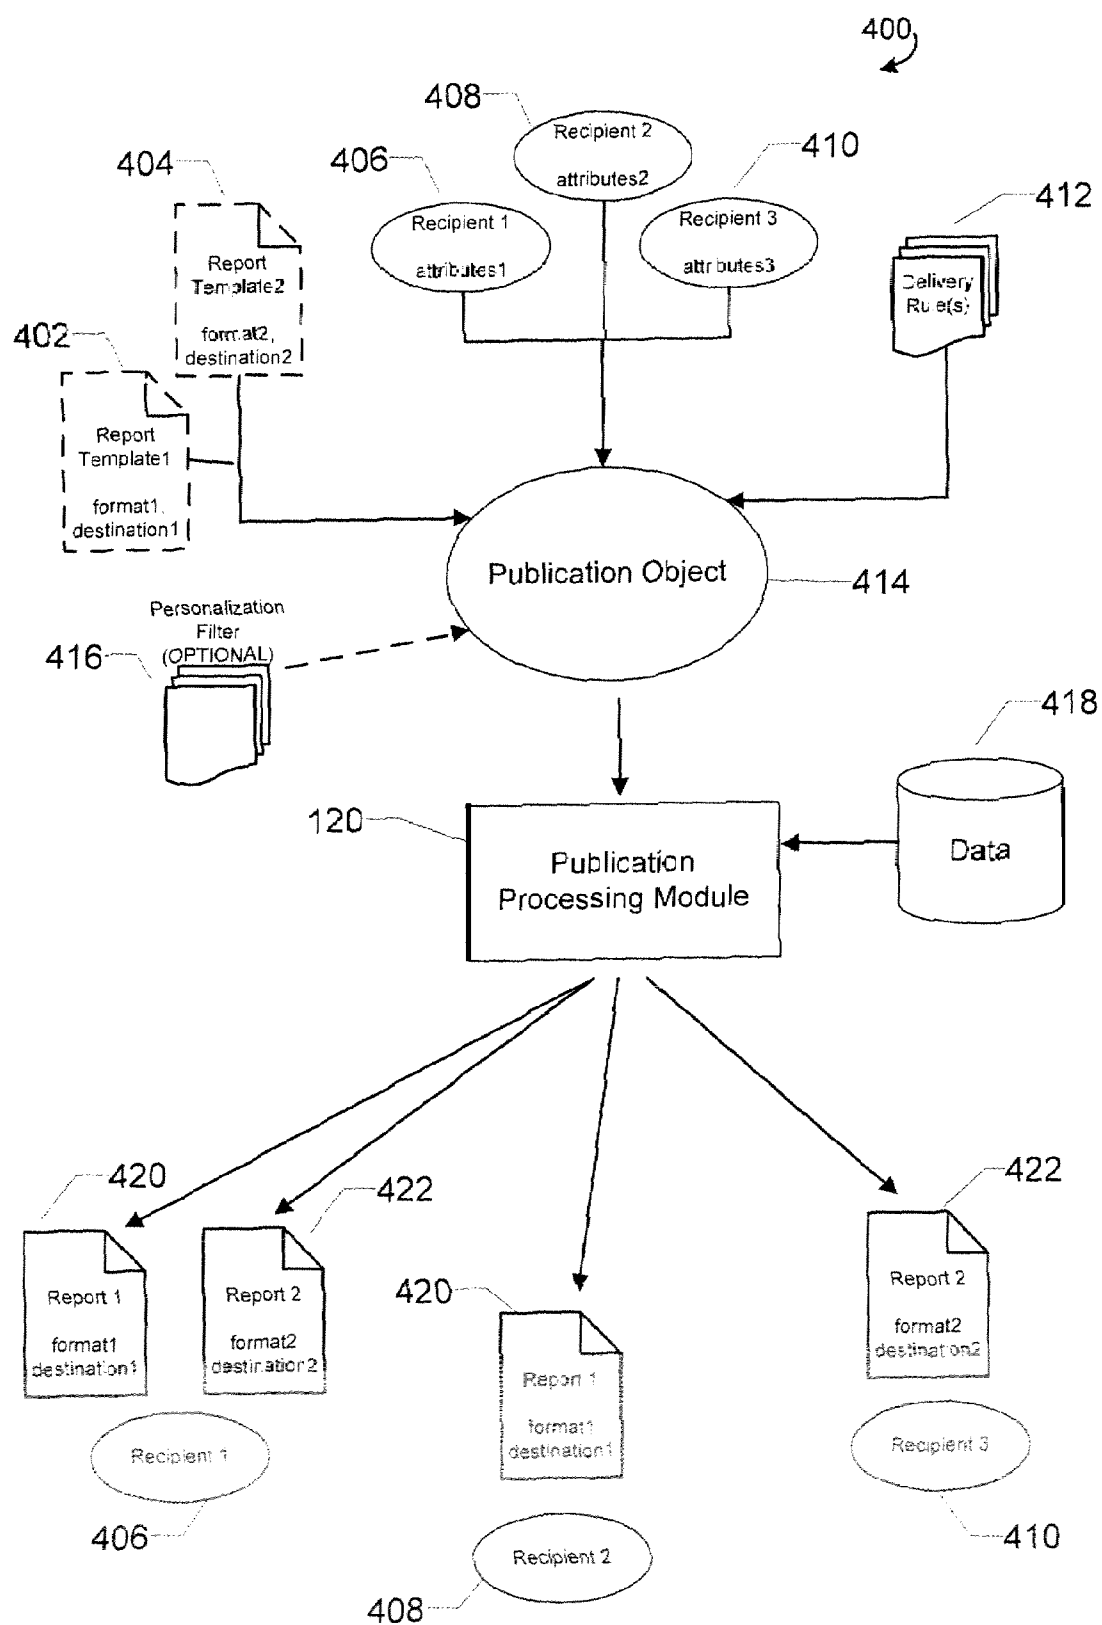 400
408
Recipient 2
attributes2
406
Recipient 1
attributes1
410
Recipient 3
attributes3
404
Report
Template2
format2,
destination2
412
Delivery
Rule(s)
402
Report
Template1
format1,
destination1
Publication Object
414
Personalization
Filter
(OPTIONAL)
416
418
Data
120
Publication
Processing Module
420
Report 1
format1
destination1
422
Report 2
format2
destination2
Recipient 1
406
420
Report 1
format1
destination1
Recipient 2
408
422
Report 2
format2
destination2
Recipient 3
410